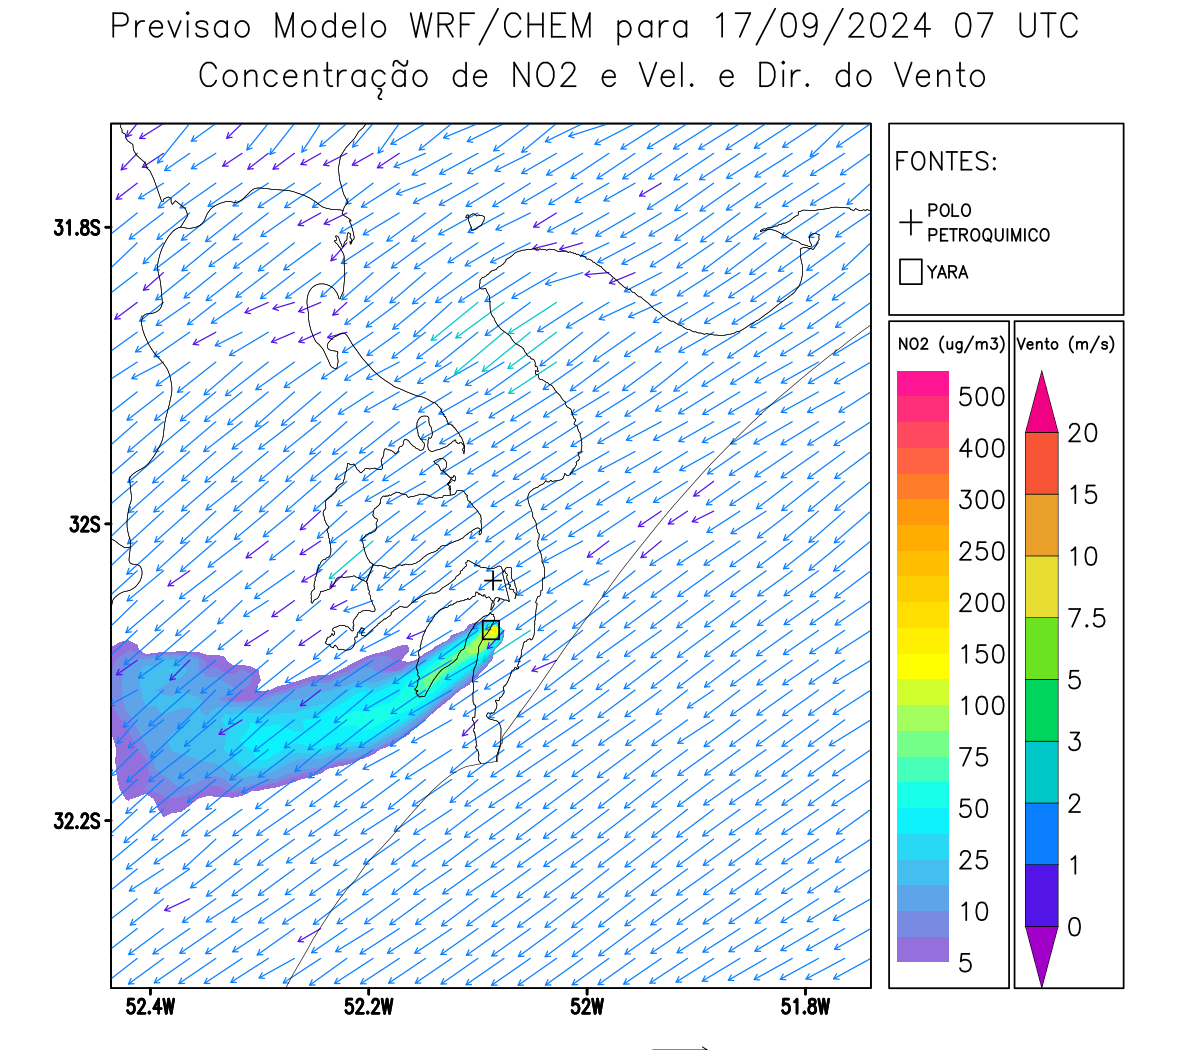 Previsao Modelo WRF/CHEM para 17/09/2024 07 UTC
Concentração de NO2 e Vel. e Dir. do Vento
FONTES:
POLO
PETROQUIMICO
YARA
31.8S
32S
32.2S
52.4W
52.2W
52W
51.8W
NO2 (ug/m3)
500
400
300
250
200
150
100
75
50
25
10
5
Vento (m/s)
20
15
10
7.5
5
3
2
1
0